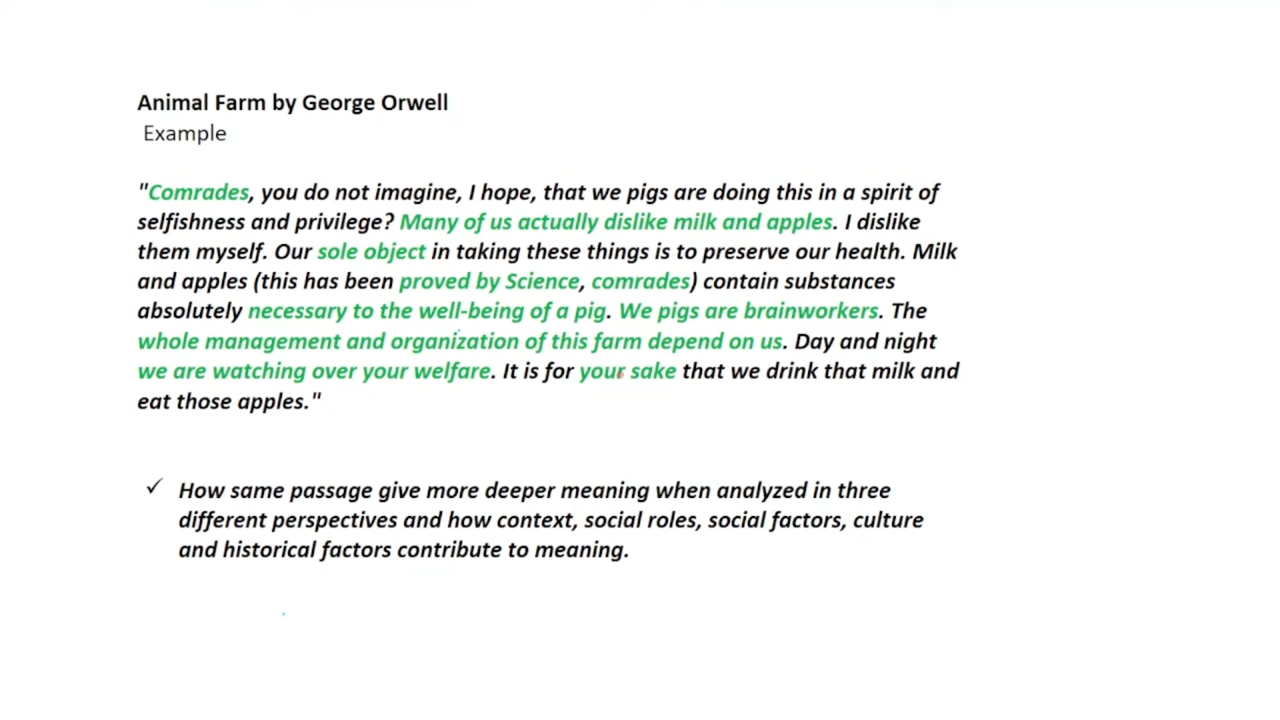 Animal Farm by George Orwell
Example
"Comrades, you do not imagine, I hope, that we pigs are doing this in a spirit of
selfishness and privilege? Many of us actually dislike milk and apples. I dislike
them myself. Our sole object in taking these things is to preserve our health. Milk
and apples (this has been proved by Science, comrades) contain substances
absolutely necessary to the well-being of a pig. We pigs are brainworkers. The
whole management and organization of this farm depend on us. Day and night
we are watching over your welfare. It is for your sake that we drink that milk and
eat those apples."
✓ How same passage give more deeper meaning when analyzed in three
different perspectives and how context, social roles, social factors, culture
and historical factors contribute to meaning.